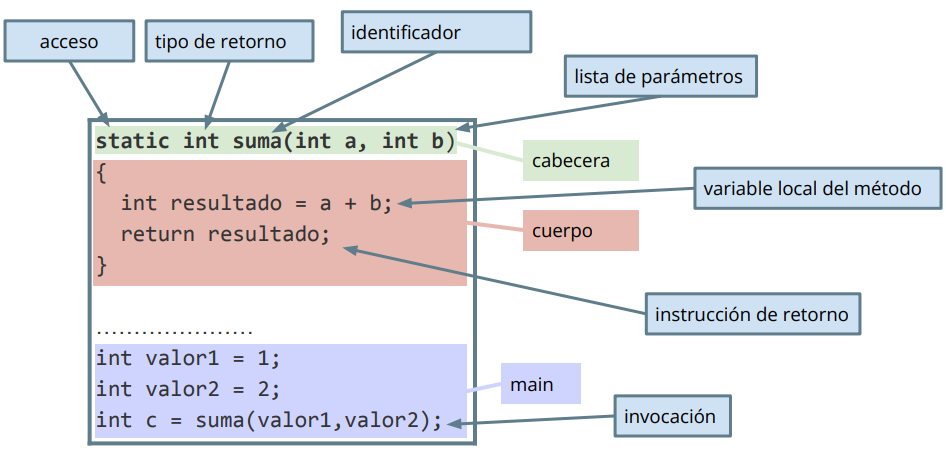 acceso
tipo de retorno
identificador
lista de parámetros
static int suma(int a, int b)
cabecera
{
variable local del método
int resultado = a + b;
return resultado;
cuerpo
}
instrucción de retorno
.....................
int valor1 = 1;
int valor2 = 2;
main
int c = suma(valor1,valor2);
invocación